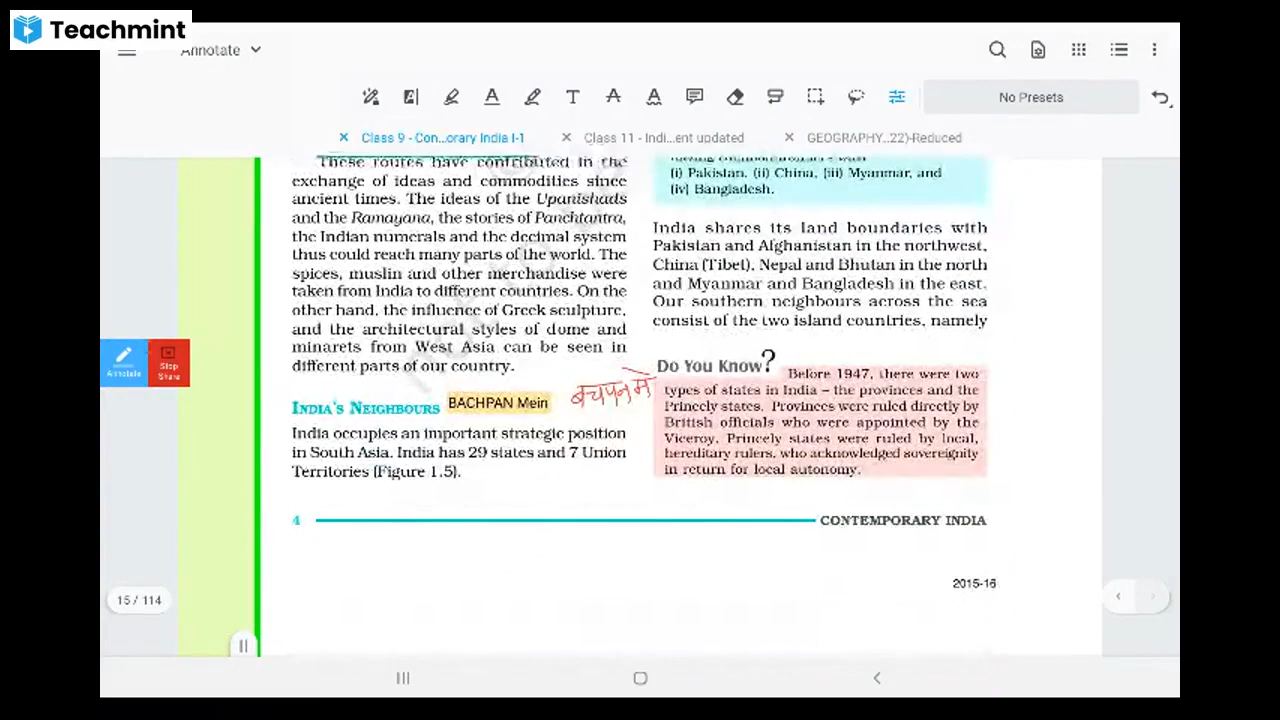 Teachmint
Annotate
No Presets
Class 9 - Con...orary India I-1
Class 11 - Indi...ent updated
GEOGRAPHY...22)-Reduced
These routes have contributed in the
exchange of ideas and commodities since
ancient times. The ideas of the Upanishads
and the Ramayana, the stories of Panchtantra,
the Indian numerals and the decimal system
thus could reach many parts of the world. The
spices, muslin and other merchandise were
taken from India to different countries. On the
other hand, the influence of Greek sculpture,
and the architectural styles of dome and
minarets from West Asia can be seen in
different parts of our country.
INDIA'S NEIGHBOURS
BACHPAN Mein
बचपन में
India occupies an important strategic position
in South Asia. India has 29 states and 7 Union
Territories (Figure 1.5).
(i) Pakistan, (ii) China, (iii) Myanmar, and
(iv) Bangladesh.
India shares its land boundaries with
Pakistan and Afghanistan in the northwest,
China (Tibet), Nepal and Bhutan in the north
and Myanmar and Bangladesh in the east.
Our southern neighbours across the sea
consist of the two island countries, namely
Do You Know?
Before 1947, there were two
types of states in India – the provinces and the
Princely states. Provinces were ruled directly by
British officials who were appointed by the
Viceroy. Princely states were ruled by local,
hereditary rulers, who acknowledged sovereignty
in return for local autonomy.
4
CONTEMPORARY INDIA
2015-16
Annotate
Stop
Share
15 / 114